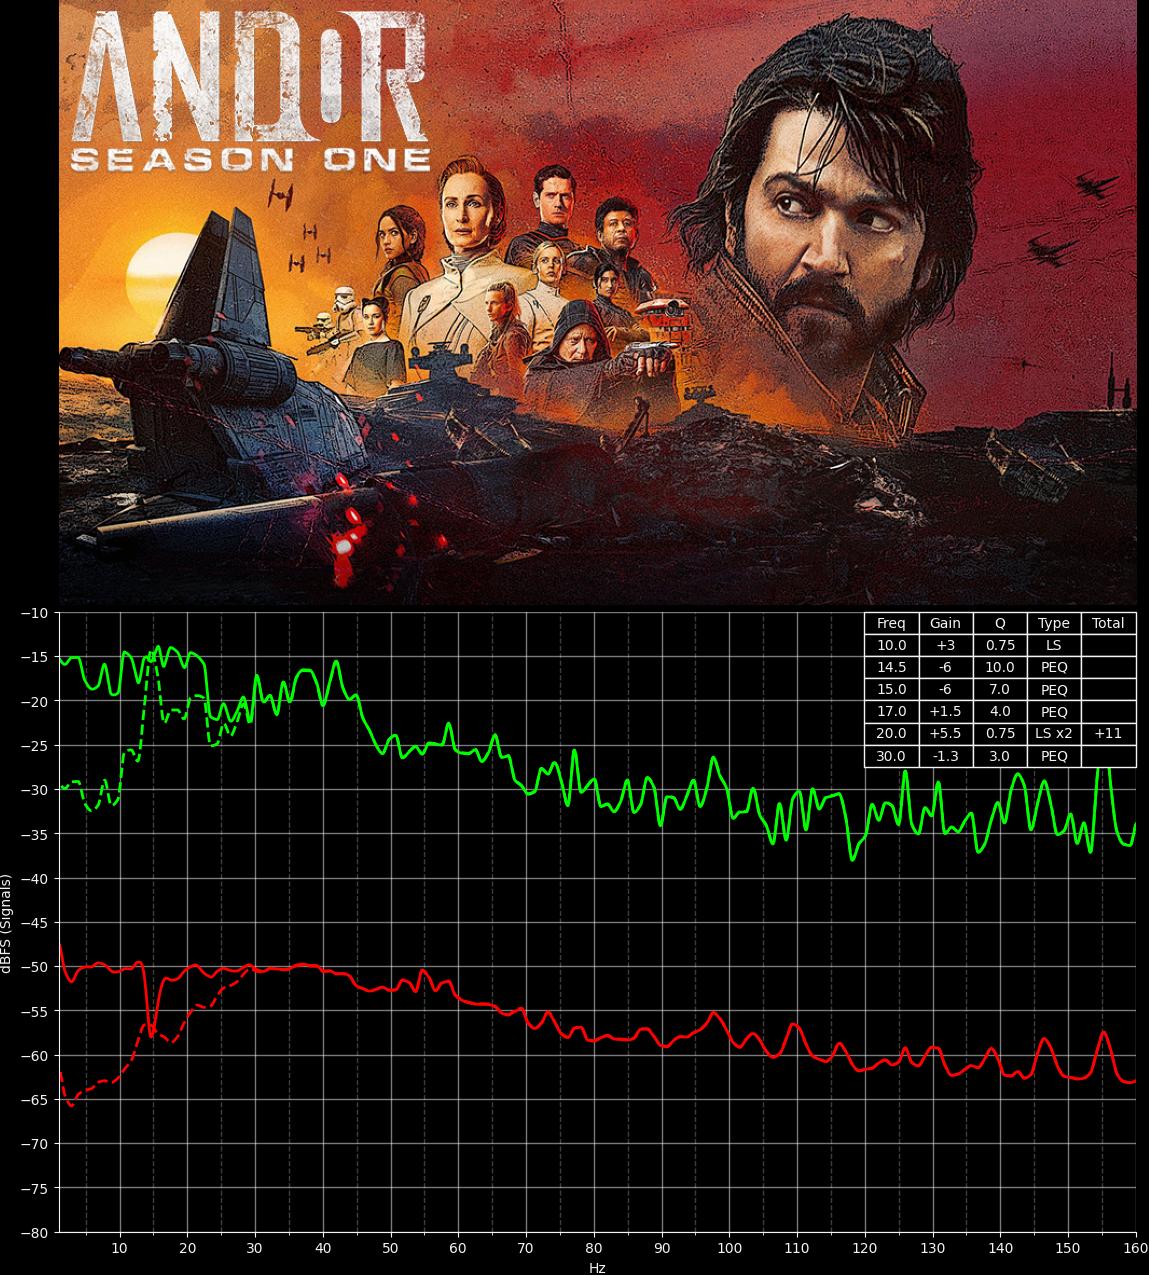 ANDOR
SEASON ONE
Freq Gain Q Type Total
10.0 +3 0.75 LS
14.5 -6 10.0 PEQ
15.0 -6 7.0 PEQ
17.0 +1.5 4.0 PEQ
20.0 +5.5 0.75 LS x2 +11
30.0 -1.3 3.0 PEQ
−10
−15
−20
−25
−30
−35
−40
−45
−50
−55
−60
−65
−70
−75
−80
dBFS (Signals)
10 20 30 40 50 60 70 80 90 100 110 120 130 140 150 160
Hz